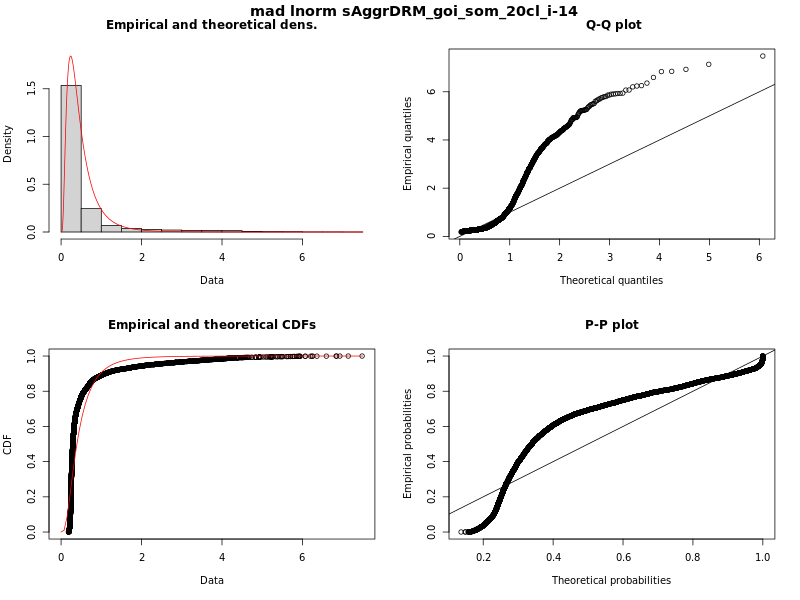 mad lnorm sAggrDRM_goi_som_20cl_i-14
Empirical and theoretical dens.
Density
0.0 0.5 1.0 1.5
0 2 4 6
Data
Q-Q plot
Empirical quantiles
0 2 4 6
0 1 2 3 4 5 6
Theoretical quantiles
Empirical and theoretical CDFs
CDF
0.0 0.2 0.4 0.6 0.8 1.0
0 2 4 6
Data
P-P plot
Empirical probabilities
0.0 0.2 0.4 0.6 0.8 1.0
0.2 0.4 0.6 0.8 1.0
Theoretical probabilities